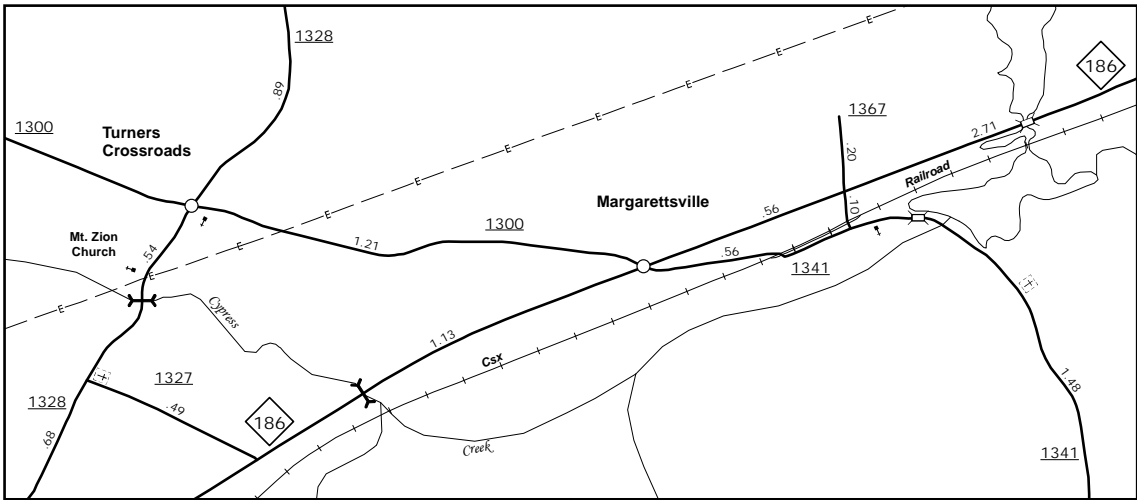 1328
186
.89
1300
Turners
Crossroads
E
E
E
1367
2.71
.20
Railroad
E
E
Margarettsville
.10
.56
Mt. Zion
Church
.54
E
E
1.21
1300
.56
1341
E
Cypress
1.13
Csx
1327
1328
.49
186
.68
Creek
1.48
1341